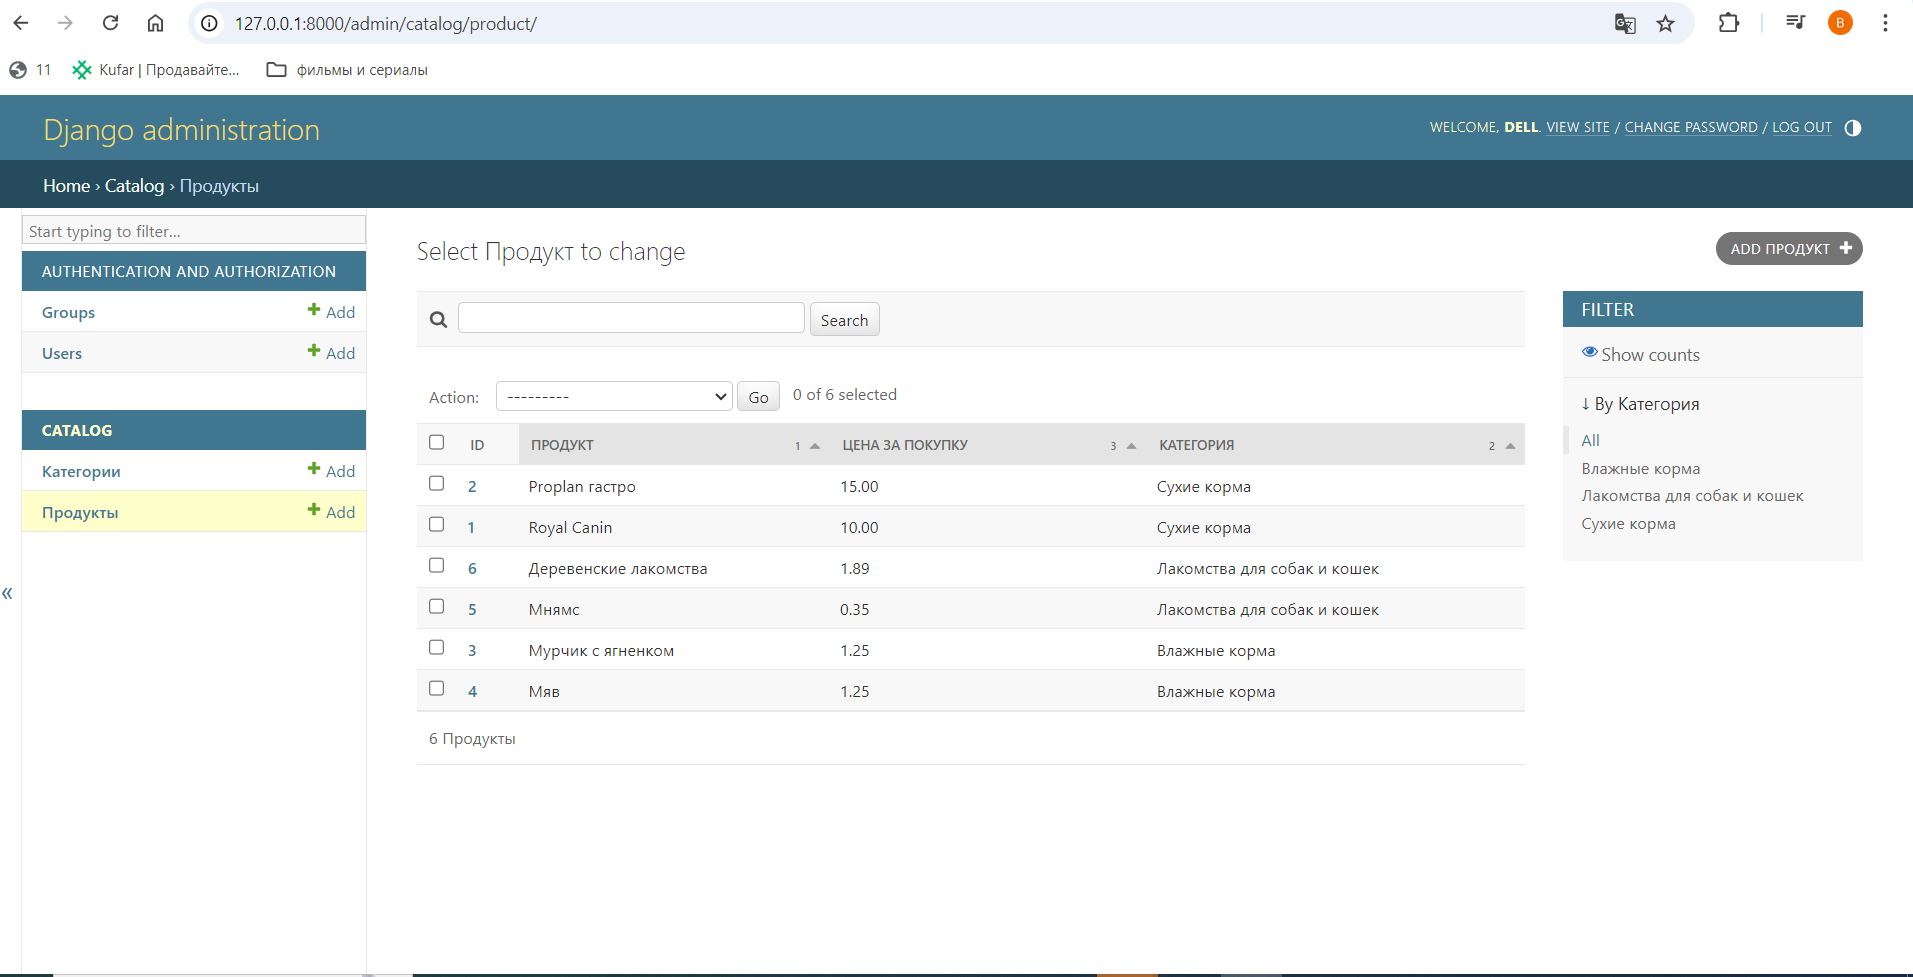 127.0.0.1:8000/admin/catalog/product/
B
11
Kufar | Продавайте...
фильмы и сериалы
Django administration
WELCOME, DELL. VIEW SITE / CHANGE PASSWORD / LOG OUT
Home › Catalog › Продукты
Start typing to filter...
AUTHENTICATION AND AUTHORIZATION
Groups + Add
Users + Add
CATALOG
Категории + Add
Продукты + Add
«
Select Продукт to change
ADD ПРОДУКТ +
Search
Action: --------- Go 0 of 6 selected
ID ПРОДУКТ 1 ЦЕНА ЗА ПОКУПКУ 3 КАТЕГОРИЯ 2
2 Proplan гастро 15.00 Сухие корма
1 Royal Canin 10.00 Сухие корма
6 Деревенские лакомства 1.89 Лакомства для собак и кошек
5 Мнямс 0.35 Лакомства для собак и кошек
3 Мурчик с ягненком 1.25 Влажные корма
4 Мяв 1.25 Влажные корма
6 Продукты
FILTER
Show counts
↓ By Категория
All
Влажные корма
Лакомства для собак и кошек
Сухие корма